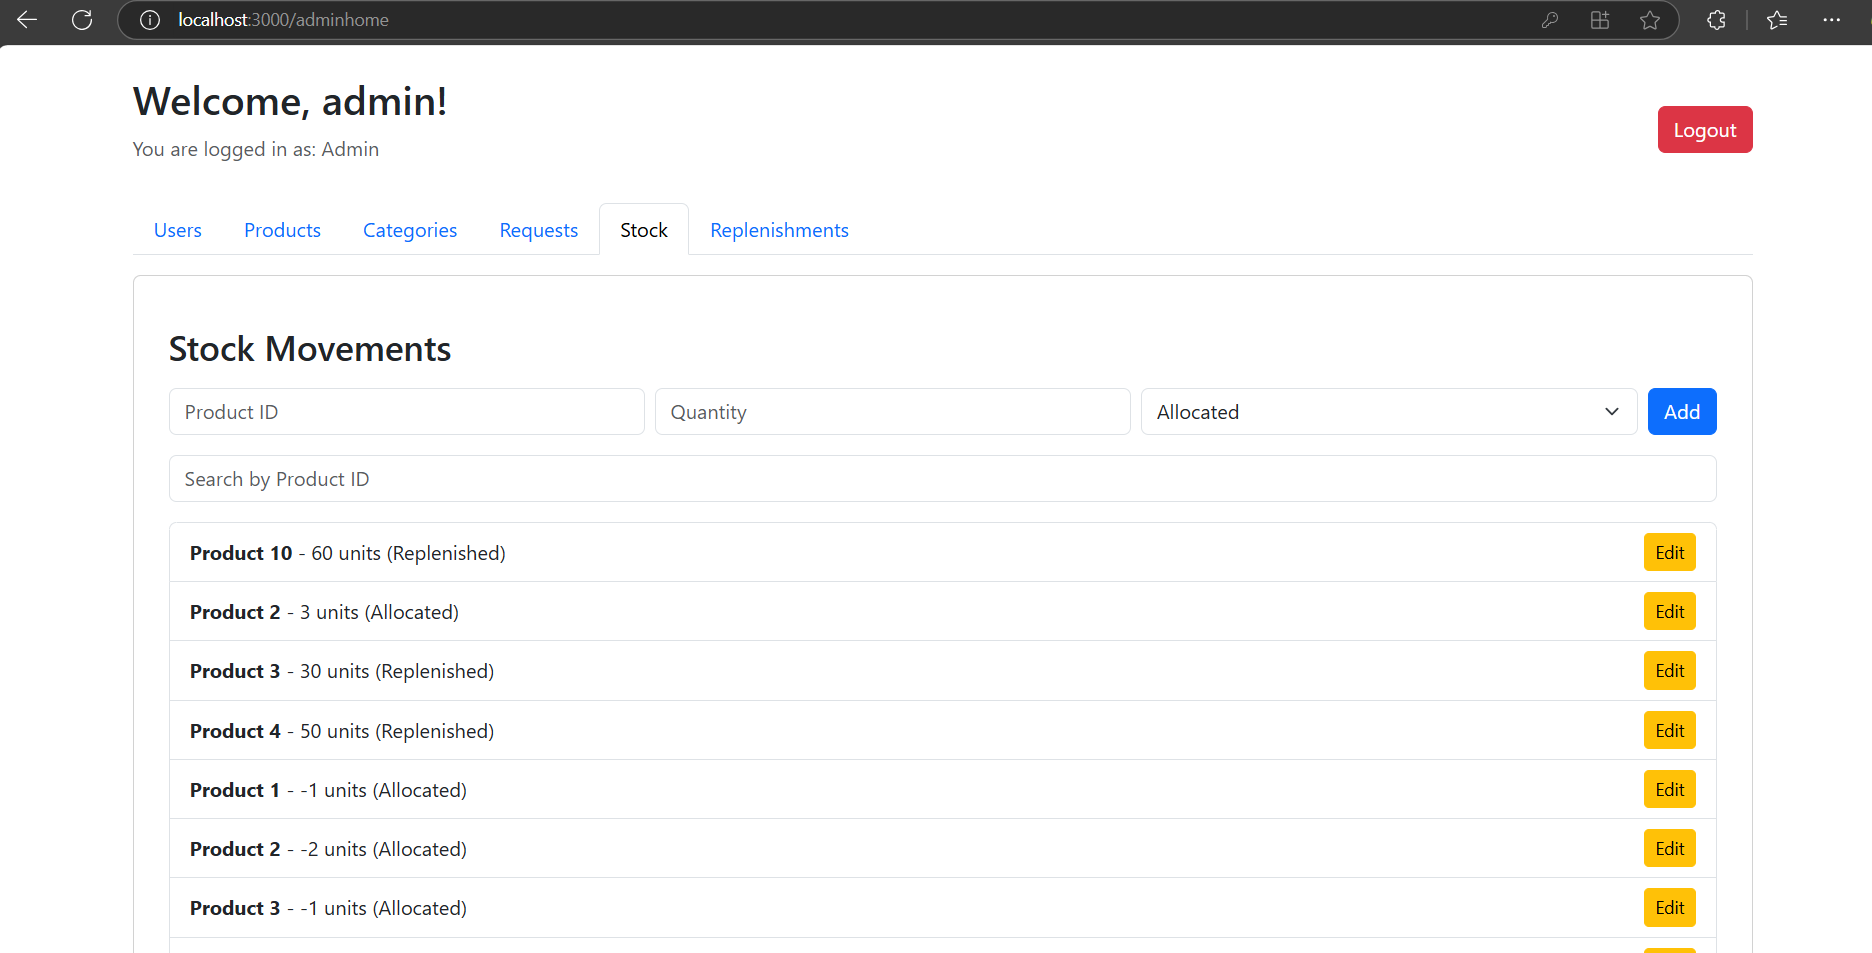 localhost:3000/adminhome
Welcome, admin!
You are logged in as: Admin
Logout
Users Products Categories Requests Stock Replenishments
Stock Movements
Product ID Quantity Allocated Add
Search by Product ID
Product 10 - 60 units (Replenished) Edit
Product 2 - 3 units (Allocated) Edit
Product 3 - 30 units (Replenished) Edit
Product 4 - 50 units (Replenished) Edit
Product 1 - -1 units (Allocated) Edit
Product 2 - -2 units (Allocated) Edit
Product 3 - -1 units (Allocated) Edit